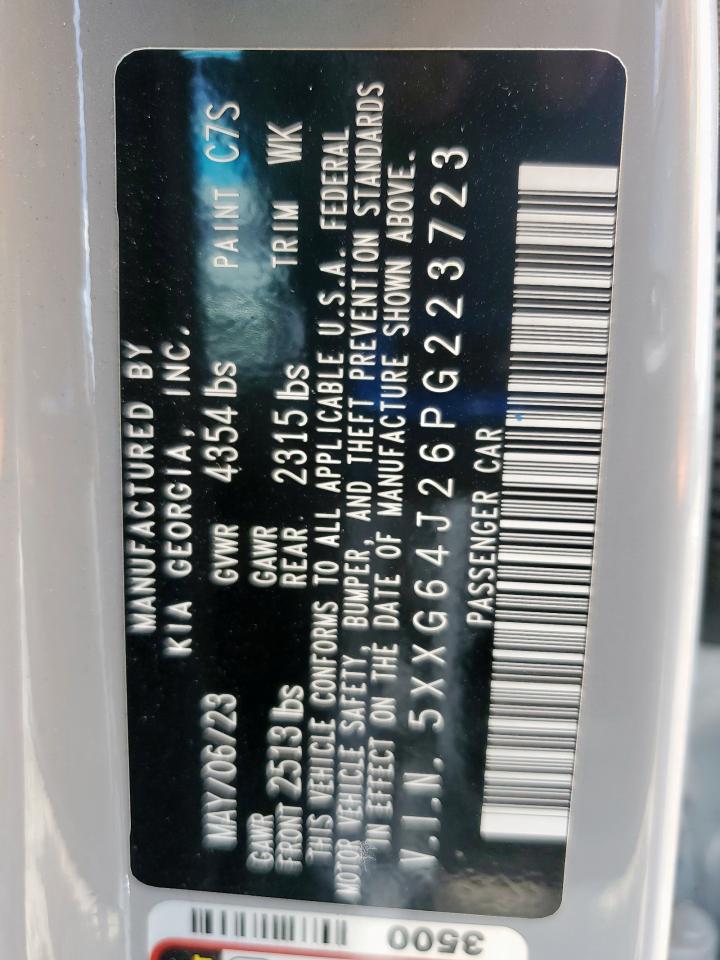 MANUFACTURED BY
KIA GEORGIA, INC.
MAY/06/23 GVWR 4354 lbs PAINT C7S
GAWR FRONT 2513 lbs GAWR REAR 2315 lbs TRIM WK
THIS VEHICLE CONFORMS TO ALL APPLICABLE U.S.A. FEDERAL
MOTOR VEHICLE SAFETY, BUMPER, AND THEFT PREVENTION STANDARDS
IN EFFECT ON THE DATE OF MANUFACTURE SHOWN ABOVE.
V.I.N. 5XXG64J26PG223723
PASSENGER CAR
3500